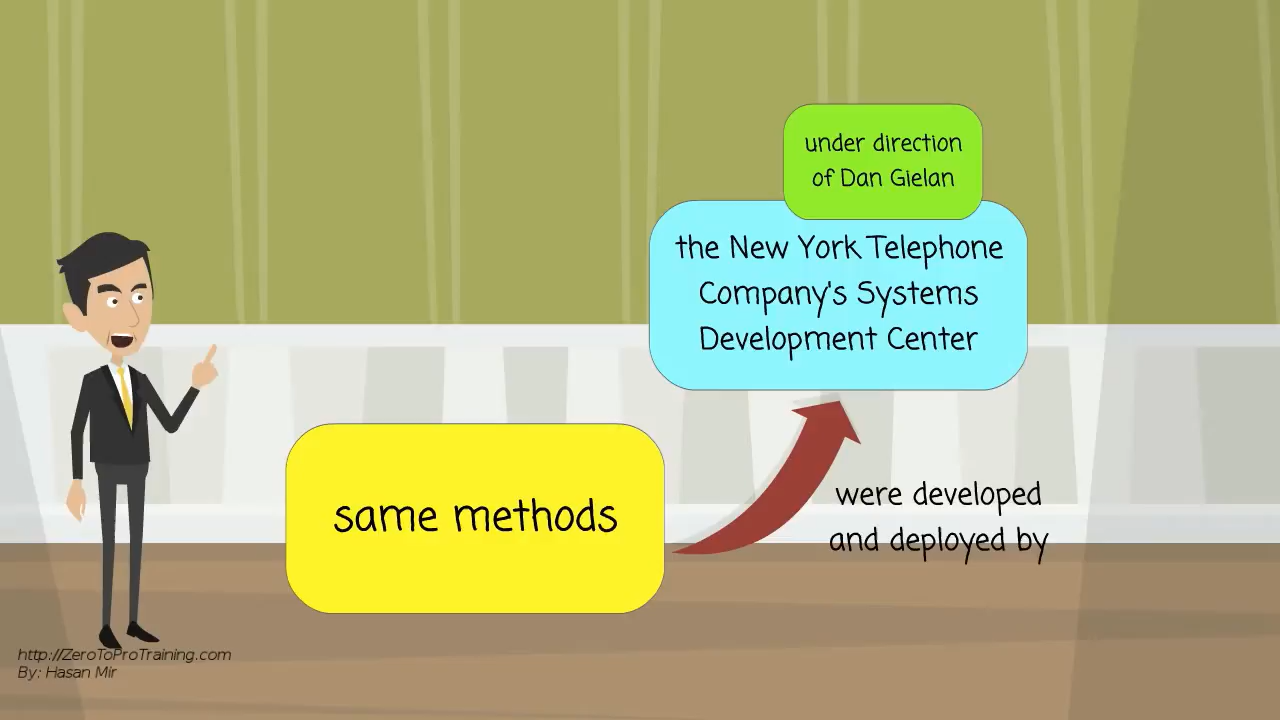 under direction
of Dan Gielan
the New York Telephone
Company's Systems
Development Center
same methods
were developed
and deployed by
http://ZeroToProTraining.com
By: Hasan Mir